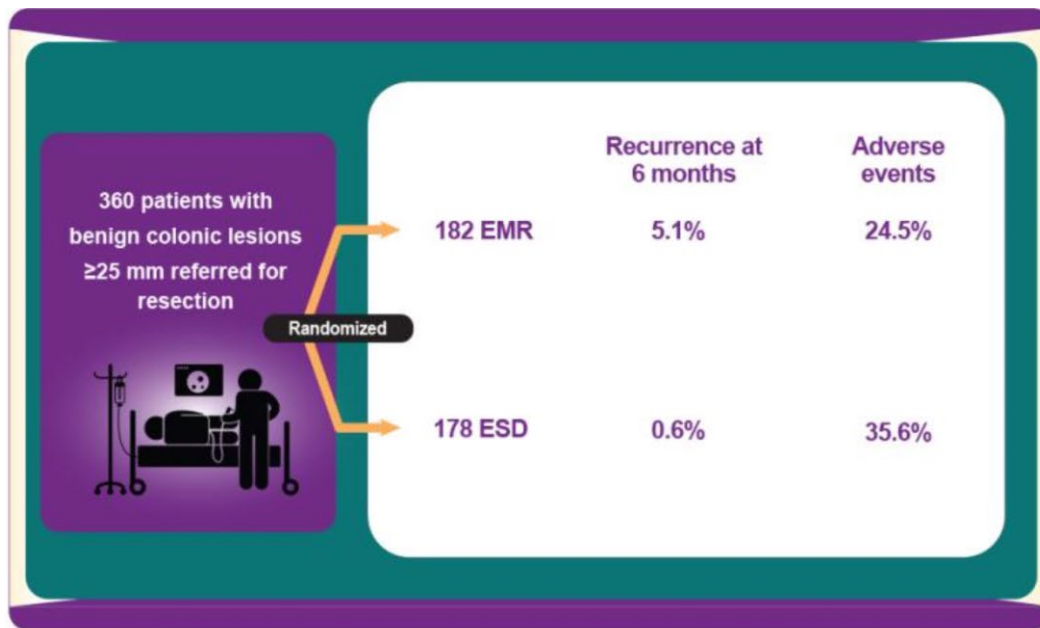 360 patients with
benign colonic lesions
≥25 mm referred for
resection
Randomized
Recurrence at
6 months
Adverse
events
182 EMR
5.1%
24.5%
178 ESD
0.6%
35.6%